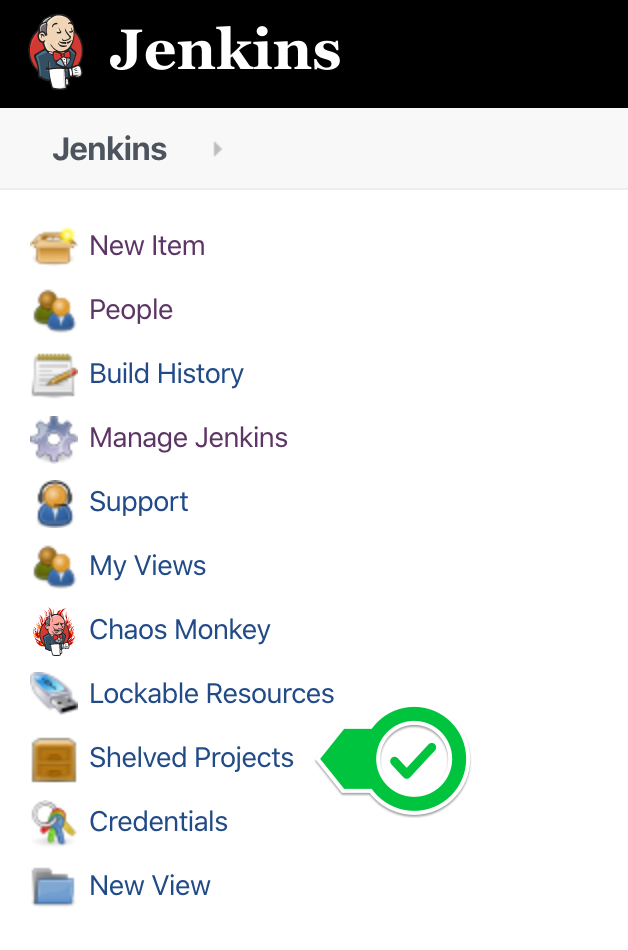 Jenkins
Jenkins
New Item
People
Build History
Manage Jenkins
Support
My Views
Chaos Monkey
Lockable Resources
Shelved Projects
Credentials
New View